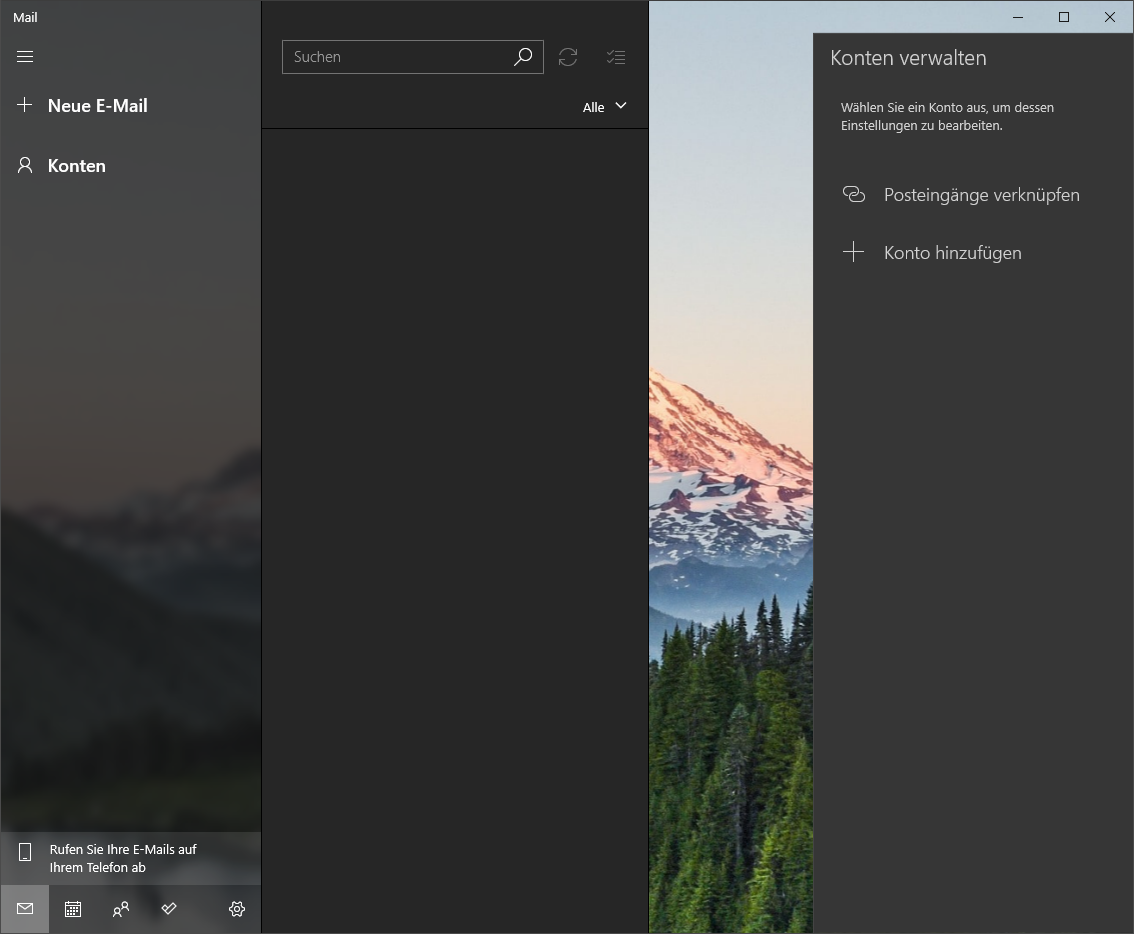 Mail
Neue E-Mail
Konten
Rufen Sie Ihre E-Mails auf
Ihrem Telefon ab
Suchen
Alle
Konten verwalten
Wählen Sie ein Konto aus, um dessen
Einstellungen zu bearbeiten.
Posteingänge verknüpfen
Konto hinzufügen